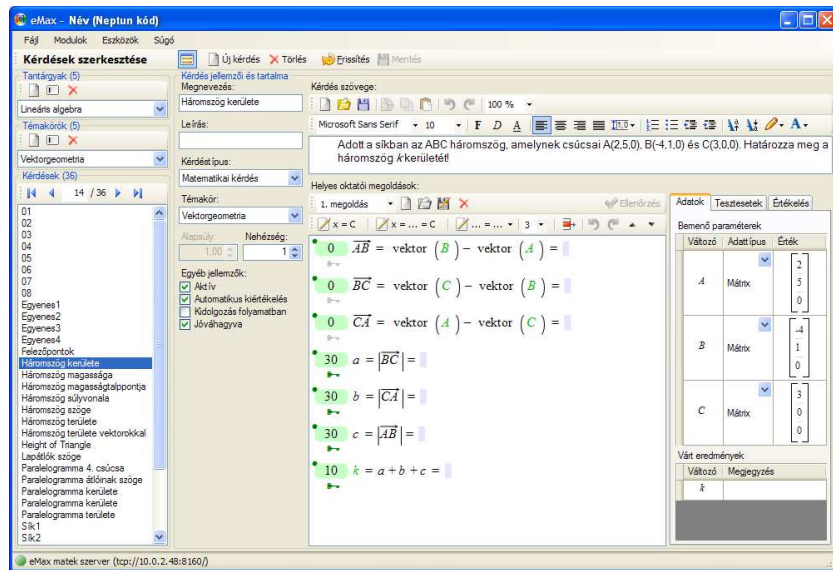 eMax - Név (Neptun kód)
Fájl Modulok Eszközök Súgó
Kérdések szerkesztése
Új kérdés Törlés Frissítés Mentés
Tantárgyak (5)
Lineáris algebra
Témakörök (5)
Vektorgeometria
Kérdések (36)
14 / 36
01
02
03
04
05
06
07
08
Egyenes1
Egyenes2
Egyenes3
Egyenes4
Felezőpontok
Háromszög kerülete
Háromszög magassága
Háromszög magasságtalppontja
Háromszög súlyvonala
Háromszög szöge
Háromszög területe
Háromszög területe vektorokkal
Height of Triangle
Lapátlók szöge
Paralelogramma 4. csúcsa
Paralelogramma átlóinak szöge
Paralelogramma kerülete
Paralelogramma kerülete
Paralelogramma területe
Sík1
Sík2
Kérdés jellemzői és tartalma
Megnevezés:
Háromszög kerülete
Leírás:
Kérdéstípus:
Matematikai kérdés
Témakör:
Vektorgeometria
Alapsúly: Nehézség:
1,00 1
Egyéb jellemzők:
Aktív
Automatikus kiértékelés
Kidolgozás folyamatban
Jóváhagyva
Kérdés szövege:
100 %
Microsoft Sans Serif 10 F D A
Adott a síkban az ABC háromszög, amelynek csúcsai A(2,5,0), B(-4,1,0) és C(3,0,0). Határozza meg a
háromszög k kerületét!
Helyes oktatói megoldások:
1. megoldás Ellenőrzés
x = C x = ... = C ... = ... 3
0 AB = vektor ( B ) − vektor ( A ) =
0 BC = vektor ( C ) − vektor ( B ) =
0 CA = vektor ( A ) − vektor ( C ) =
30 a = |BC| =
30 b = |CA| =
30 c = |AB| =
10 k = a + b + c =
Adatok Tesztesetek Értékelés
Bemenő paraméterek
Változó Adattípus Érték
A Mátrix 2 5 0
B Mátrix -4 1 0
C Mátrix 3 0 0
Várt eredmények
Változó Megjegyzés
k
eMax matek szerver (tcp://10.0.2.48:8160/)